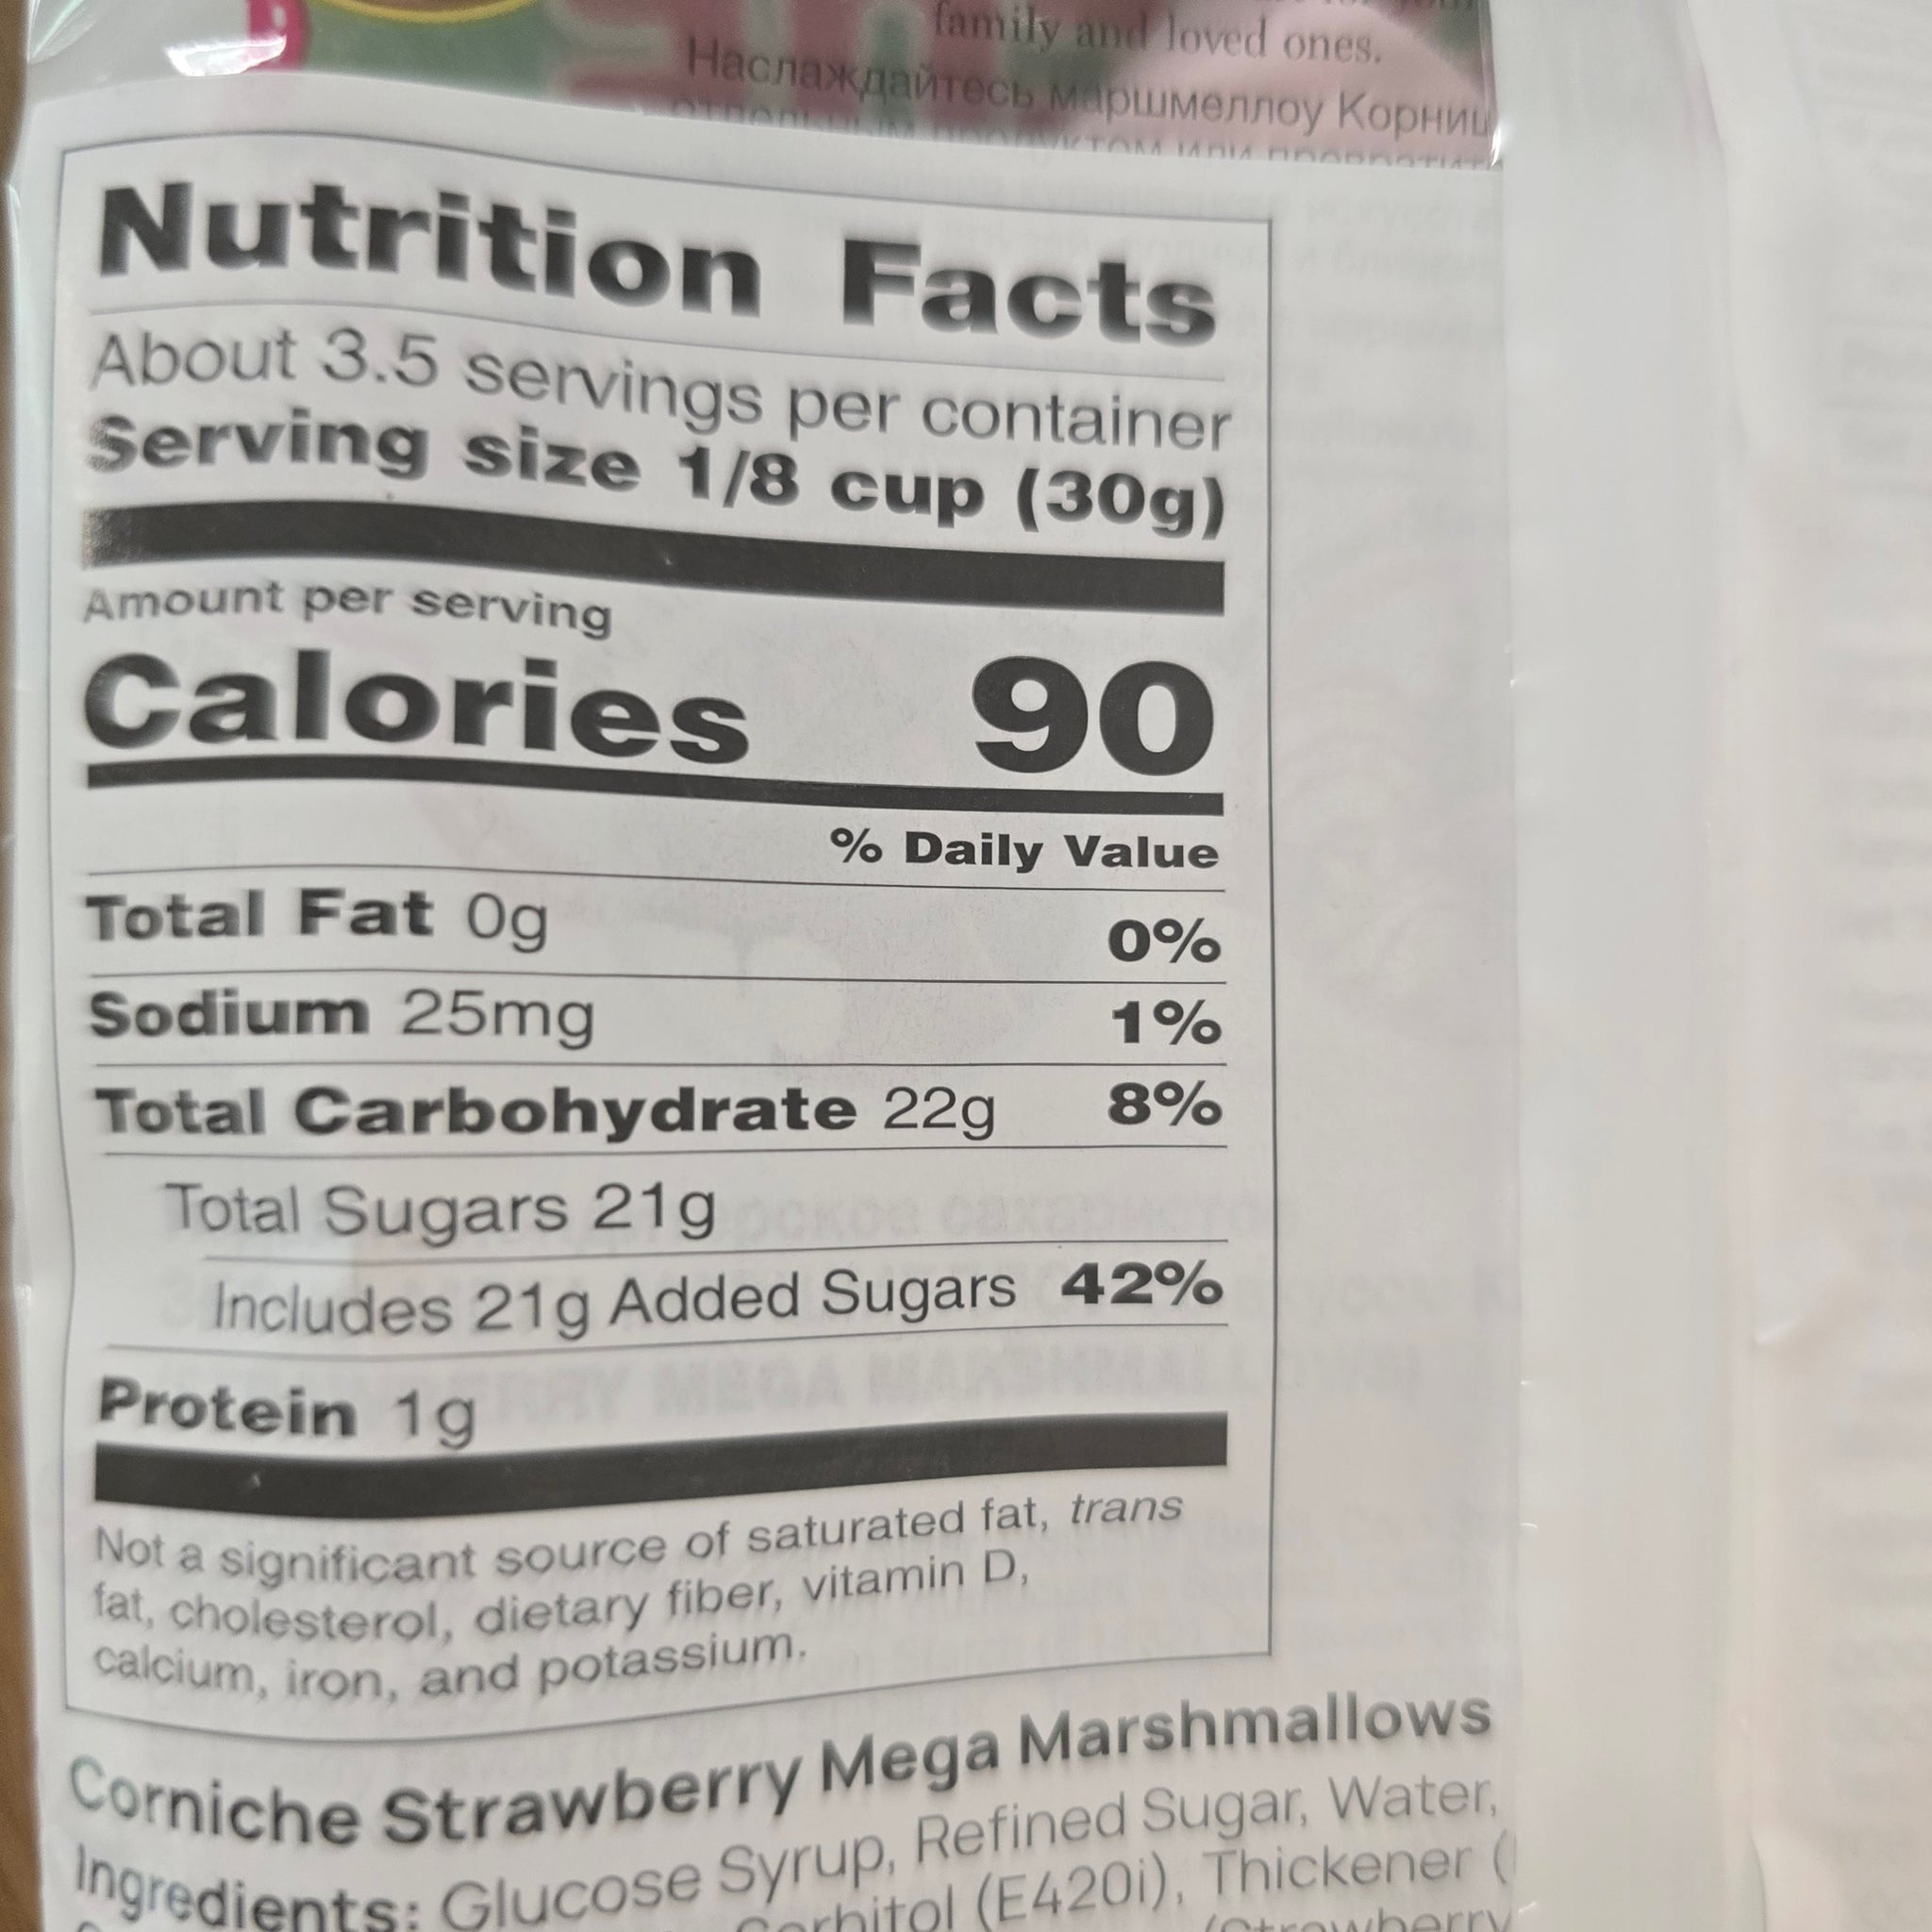 family and loved ones.
Наслаждайтесь маршмеллоу Корниш
Nutrition Facts
About 3.5 servings per container
Serving size 1/8 cup (30g)
Amount per serving
Calories 90
% Daily Value
Total Fat 0g 0%
Sodium 25mg 1%
Total Carbohydrate 22g 8%
Total Sugars 21g
Includes 21g Added Sugars 42%
Protein 1g
Not a significant source of saturated fat, trans
fat, cholesterol, dietary fiber, vitamin D,
calcium, iron, and potassium.
Corniche Strawberry Mega Marshmallows
Ingredients: Glucose Syrup, Refined Sugar, Water,
Sorbitol (E420i), Thickener (
(Strawberry